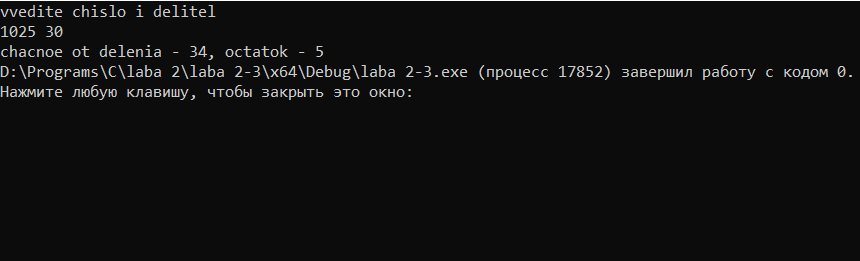 vvedite chislo i delitel
1025 30
chacnoe ot delenia - 34, octatok - 5
D:\Programs\C\laba 2\laba 2-3\x64\Debug\laba 2-3.exe (процесс 17852) завершил работу с кодом 0.
Нажмите любую клавишу, чтобы закрыть это окно: